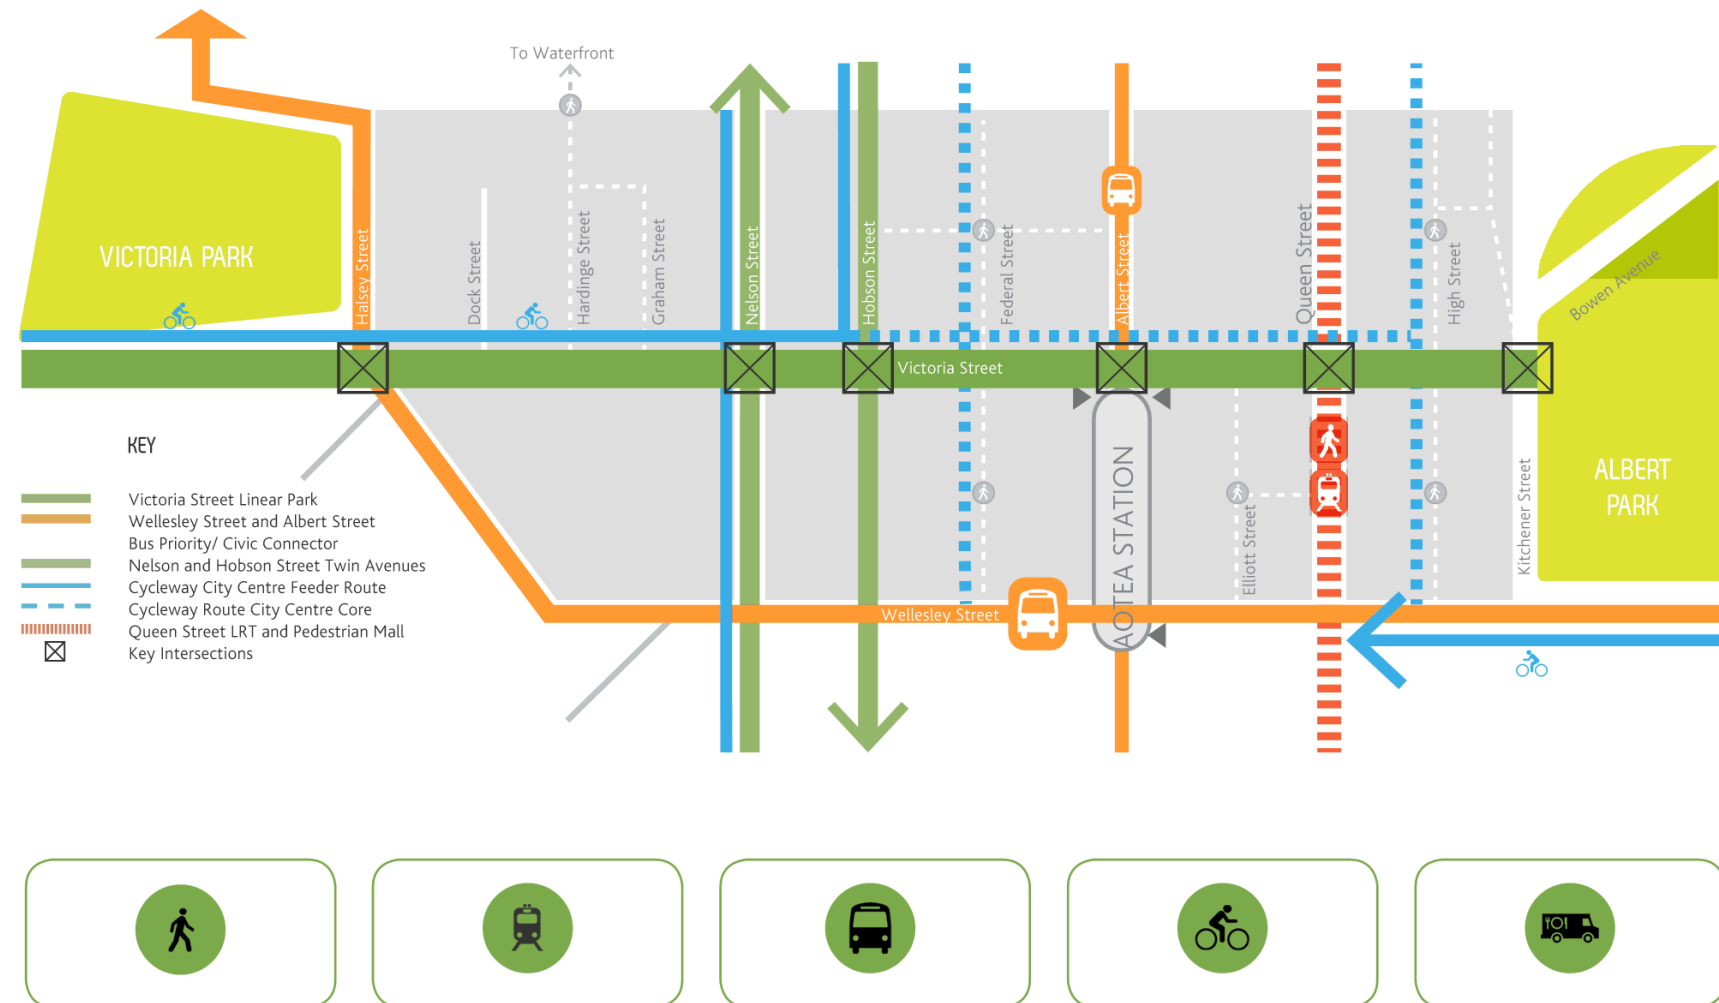 To Waterfront
VICTORIA PARK
Halsey Street
Dock Street
Hardinge Street
Graham Street
Nelson Street
Hobson Street
Federal Street
Albert Street
Queen Street
High Street
Bowen Avenue
Victoria Street
KEY
Victoria Street Linear Park
Wellesley Street and Albert Street
Bus Priority/ Civic Connector
Nelson and Hobson Street Twin Avenues
Cycleway City Centre Feeder Route
Cycleway Route City Centre Core
Queen Street LRT and Pedestrian Mall
Key Intersections
AOTEA STATION
Elliott Street
Kitchener Street
ALBERT
PARK
Wellesley Street